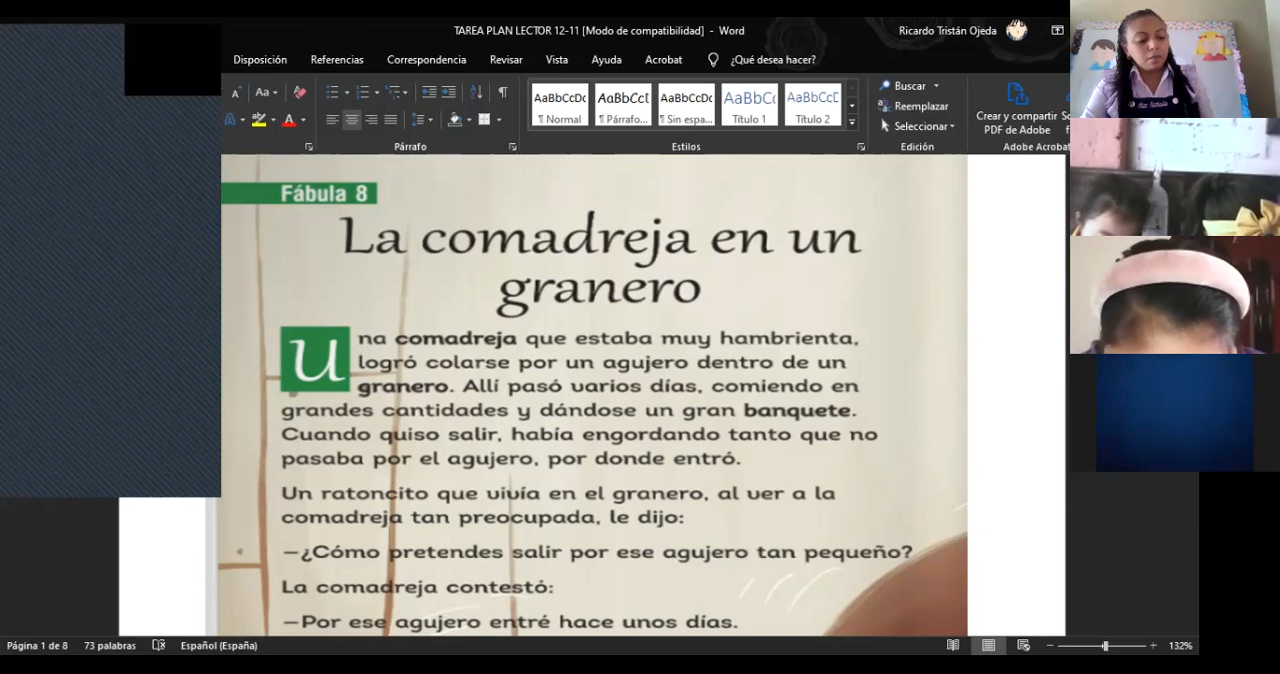 TAREA PLAN LECTOR 12-11 [Modo de compatibilidad] - Word
Ricardo Tristán Ojeda
Disposición Referencias Correspondencia Revisar Vista Ayuda Acrobat ¿Qué desea hacer?
Aa
AaBbCcDc AaBbCcI AaBbCcDc AaBbCc AaBbCcD
¶ Normal ¶ Párrafo... ¶ Sin espa... Título 1 Título 2
Buscar
Reemplazar
Seleccionar
Crear y compartir
PDF de Adobe
Párrafo Estilos Edición Adobe Acrobat
Fábula 8
La comadreja en un
granero
Una comadreja que estaba muy hambrienta,
logró colarse por un agujero dentro de un
granero. Allí pasó varios días, comiendo en
grandes cantidades y dándose un gran banquete.
Cuando quiso salir, había engordando tanto que no
pasaba por el agujero, por donde entró.
Un ratoncito que vivía en el granero, al ver a la
comadreja tan preocupada, le dijo:
—¿Cómo pretendes salir por ese agujero tan pequeño?
La comadreja contestó:
—Por ese agujero entré hace unos días.
Página 1 de 8 73 palabras Español (España) 132%